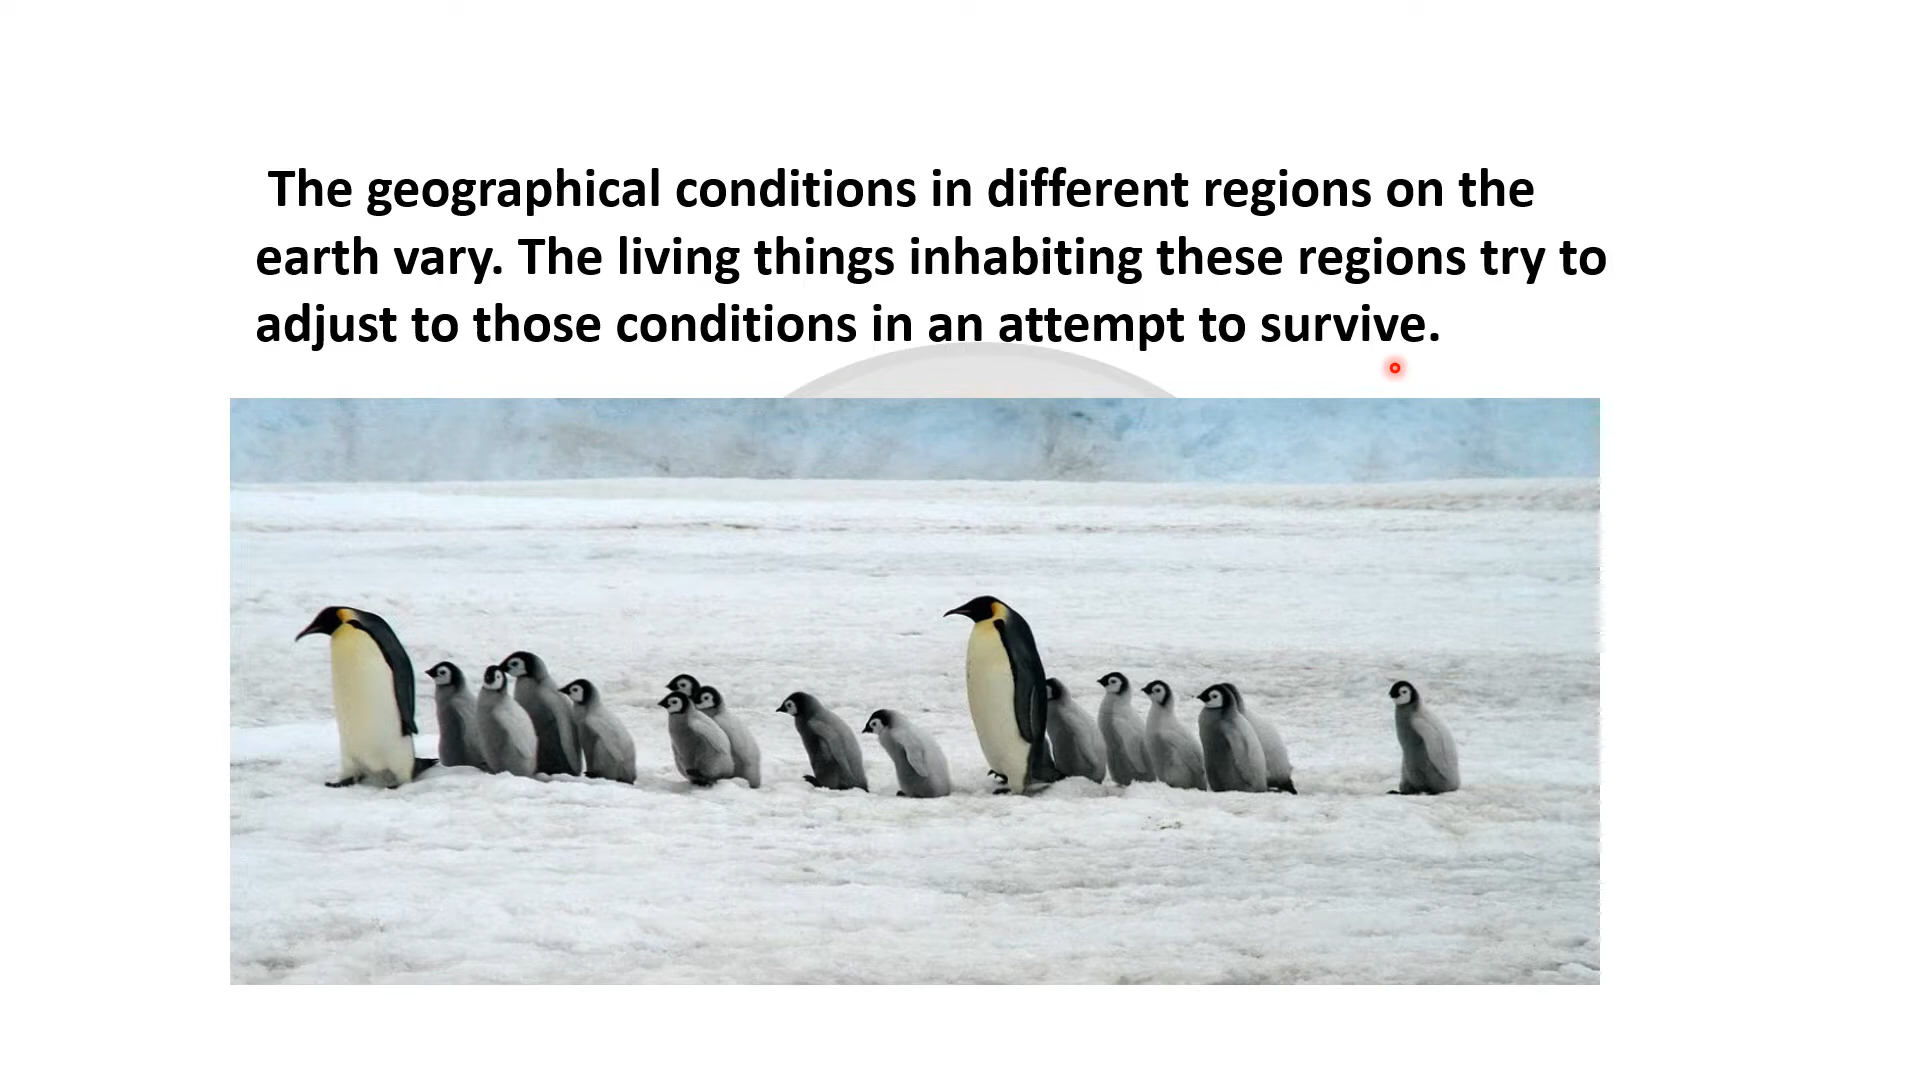 The geographical conditions in different regions on the
earth vary. The living things inhabiting these regions try to
adjust to those conditions in an attempt to survive.